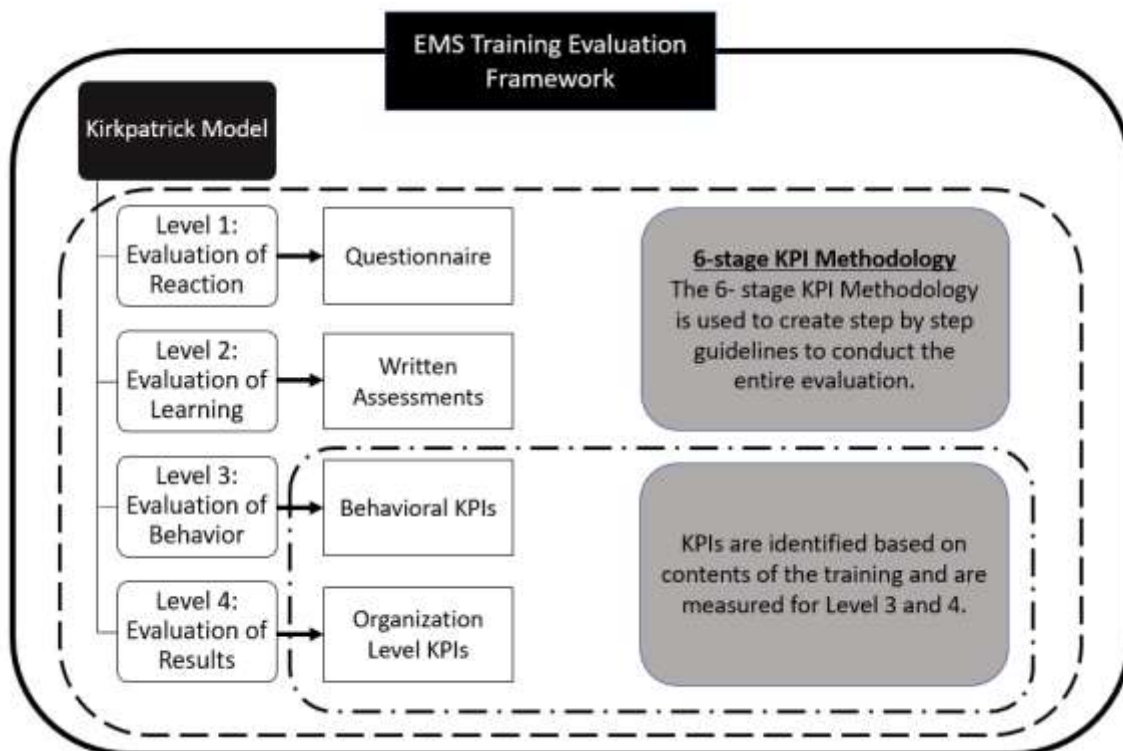 EMS Training Evaluation
Framework
Kirkpatrick Model
Level 1:
Evaluation of
Reaction
Questionnaire
6-stage KPI Methodology
The 6- stage KPI Methodology
is used to create step by step
guidelines to conduct the
entire evaluation.
Level 2:
Evaluation of
Learning
Written
Assessments
Level 3:
Evaluation of
Behavior
Behavioral KPIs
KPIs are identified based on
contents of the training and are
measured for Level 3 and 4.
Level 4:
Evaluation of
Results
Organization
Level KPIs